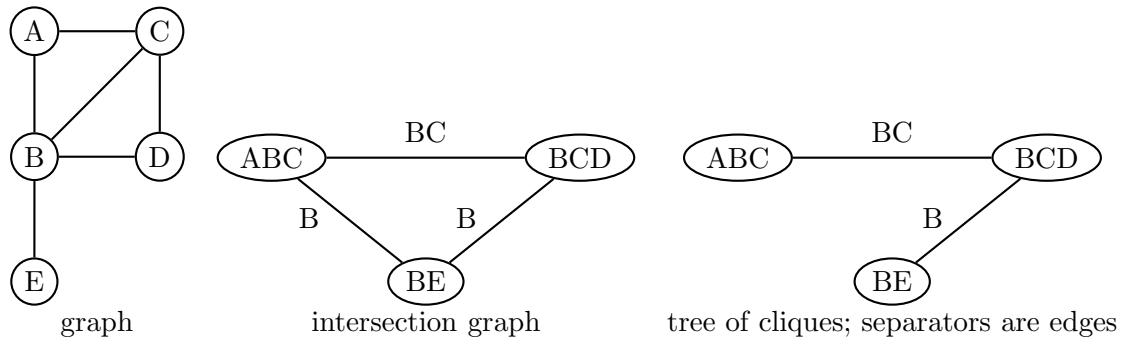 A
C
B
D
E
graph
BC
ABC
BCD
B
B
BE
intersection graph
BC
ABC
BCD
B
BE
tree of cliques; separators are edges